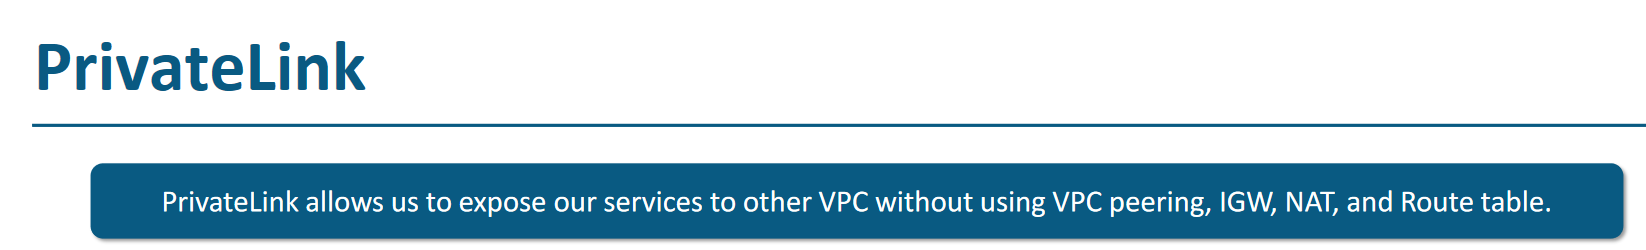 PrivateLink
PrivateLink allows us to expose our services to other VPC without using VPC peering, IGW, NAT, and Route table.